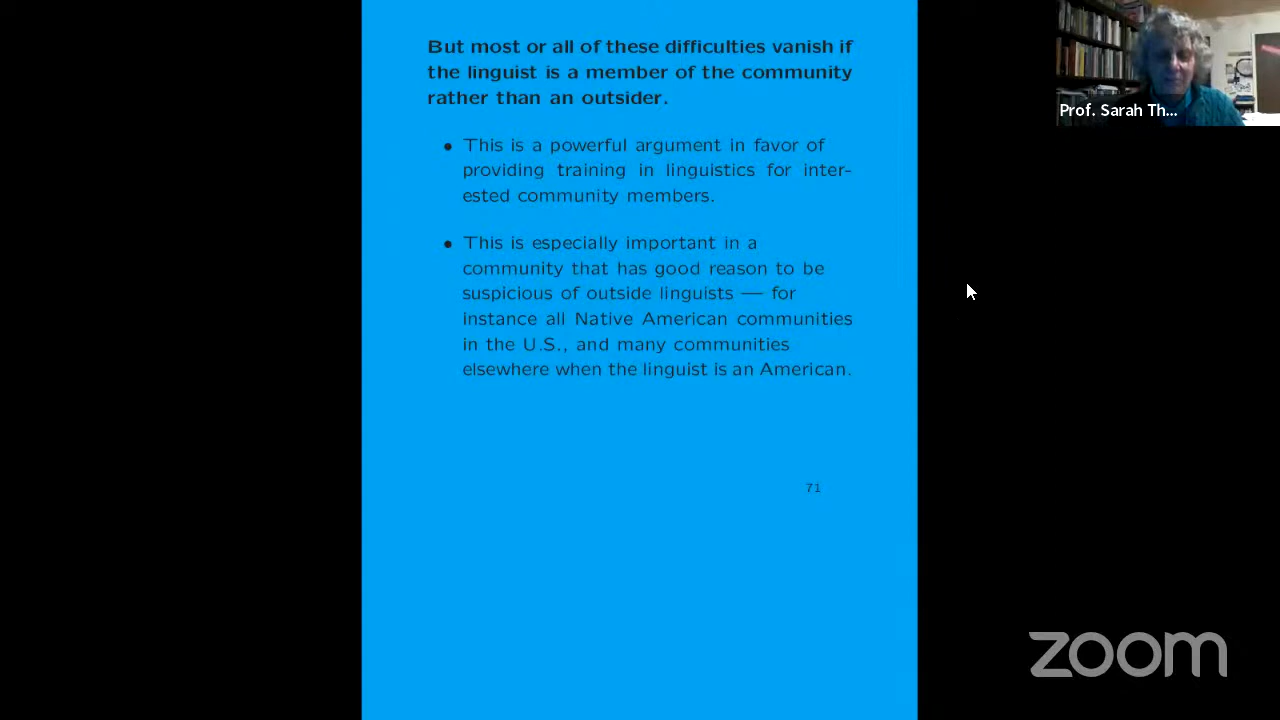 But most or all of these difficulties vanish if
the linguist is a member of the community
rather than an outsider.
• This is a powerful argument in favor of
providing training in linguistics for inter-
ested community members.
• This is especially important in a
community that has good reason to be
suspicious of outside linguists — for
instance all Native American communities
in the U.S., and many communities
elsewhere when the linguist is an American.
71
Prof. Sarah Th...
zoom